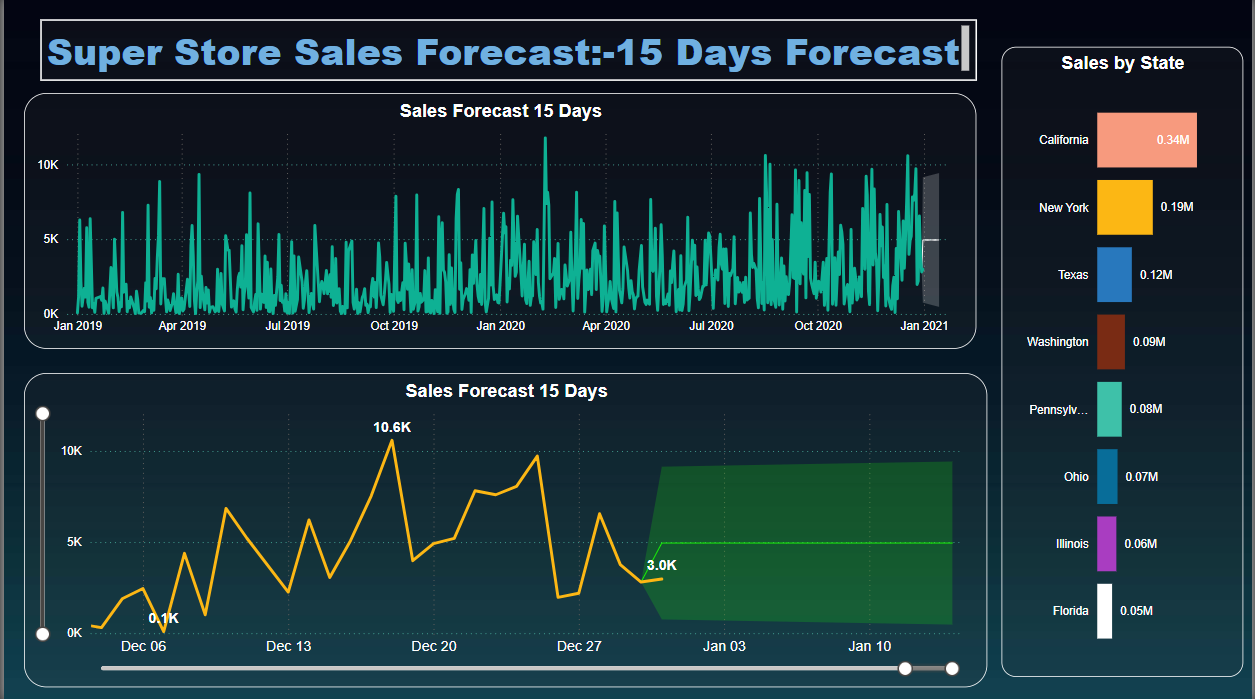 Super Store Sales Forecast:-15 Days Forecast
Sales Forecast 15 Days
10K
5K
0K
Jan 2019 Apr 2019 Jul 2019 Oct 2019 Jan 2020 Apr 2020 Jul 2020 Oct 2020 Jan 2021
Sales Forecast 15 Days
10.6K
10K
5K
3.0K
0.1K
0K
Dec 06 Dec 13 Dec 20 Dec 27 Jan 03 Jan 10
Sales by State
California 0.34M
New York 0.19M
Texas 0.12M
Washington 0.09M
Pennsylv... 0.08M
Ohio 0.07M
Illinois 0.06M
Florida 0.05M